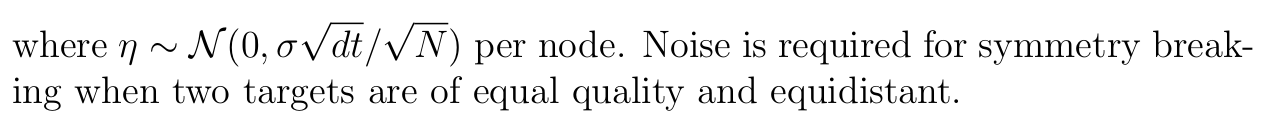 where η ∼ 𝒩(0, σ√dt/√N) per node. Noise is required for symmetry break-
ing when two targets are of equal quality and equidistant.